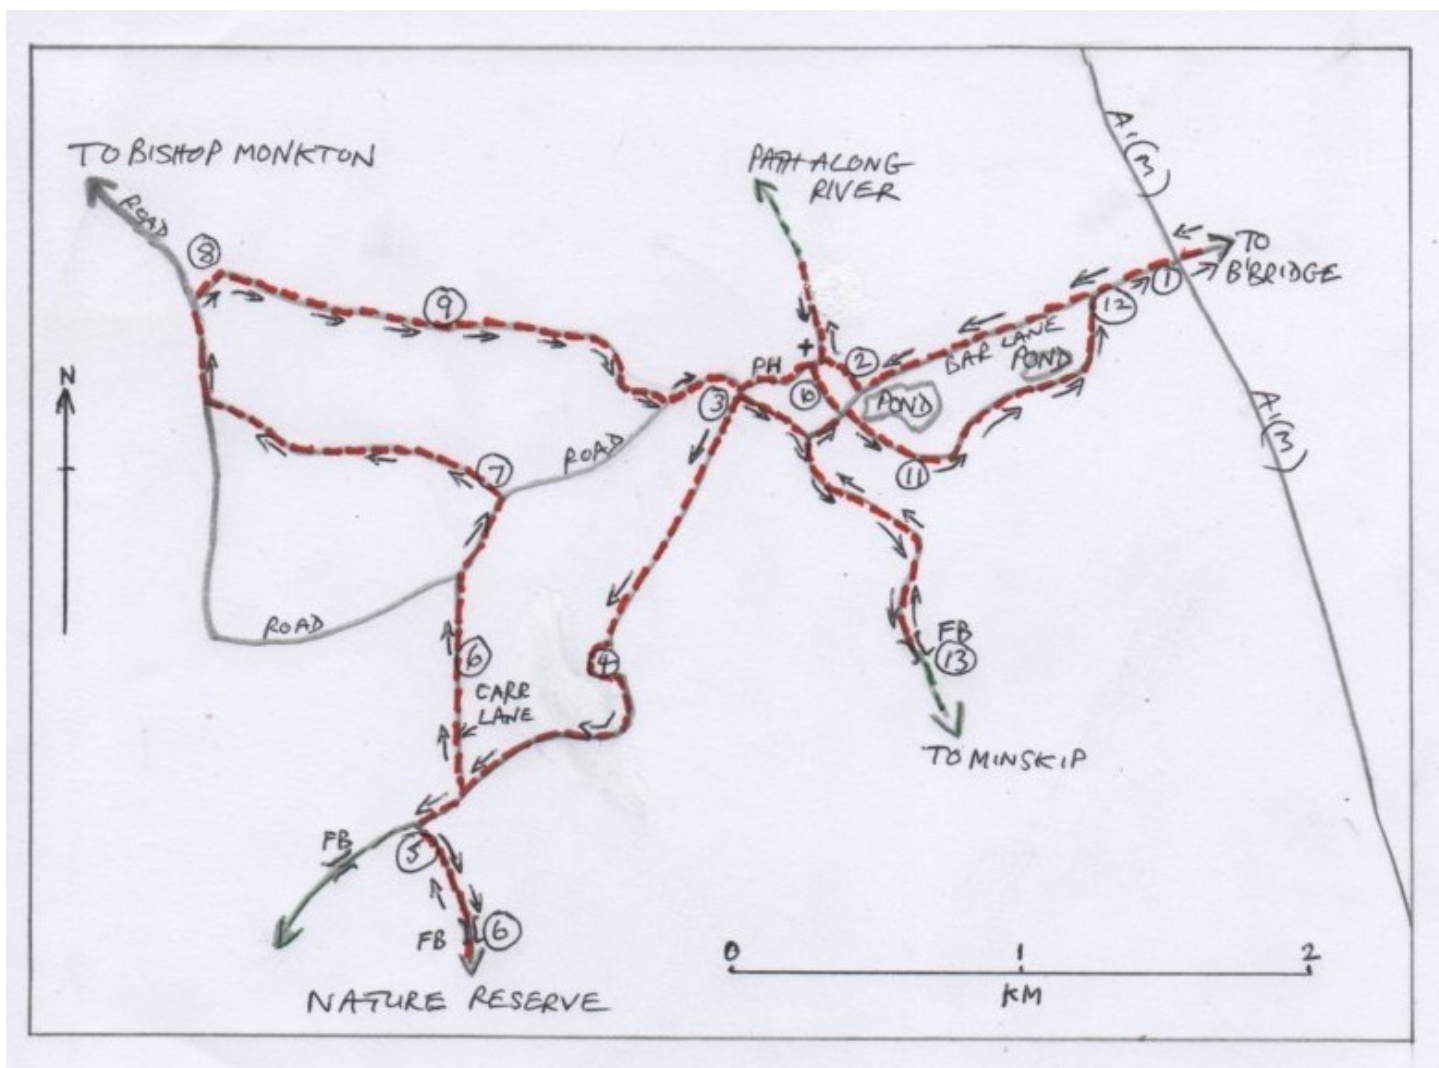 TO BISHOP MONKTON
ROAD
PATH ALONG
RIVER
A1(M)
TO
B'BRIDGE
8
9
1
12
BAR LANE
POND
N
+
PH
2
3
10
POND
A1(M)
ROAD
7
11
ROAD
6
4
FB
13
CARR
LANE
TO MINSKIP
FB
5
FB
6
NATURE RESERVE
0 1 2
KM